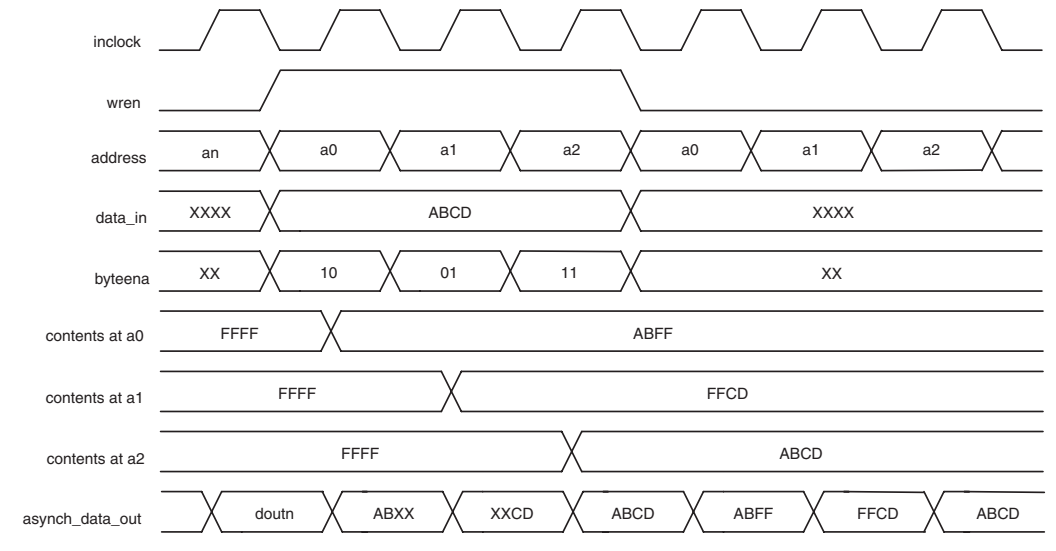 inclock
wren
address an a0 a1 a2 a0 a1 a2
data_in XXXX ABCD XXXX
byteena XX 10 01 11 XX
contents at a0 FFFF ABFF
contents at a1 FFFF FFCD
contents at a2 FFFF ABCD
asynch_data_out doutn ABXX XXCD ABCD ABFF FFCD ABCD